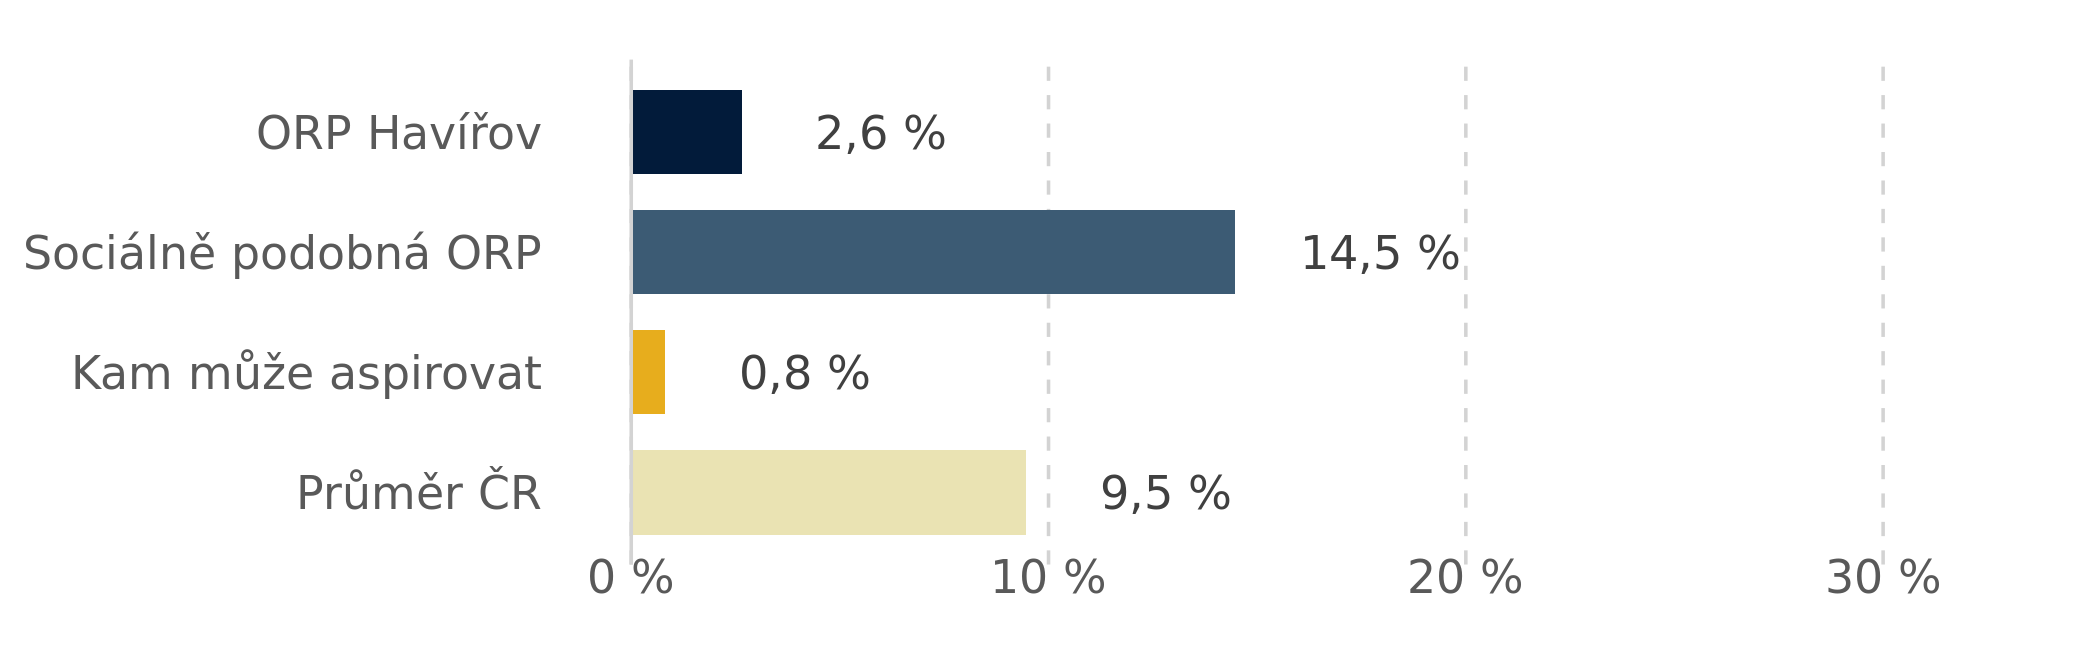 ORP Havířov 2,6 %
Sociálně podobná ORP 14,5 %
Kam může aspirovat 0,8 %
Průměr ČR 9,5 %
0 % 10 % 20 % 30 %